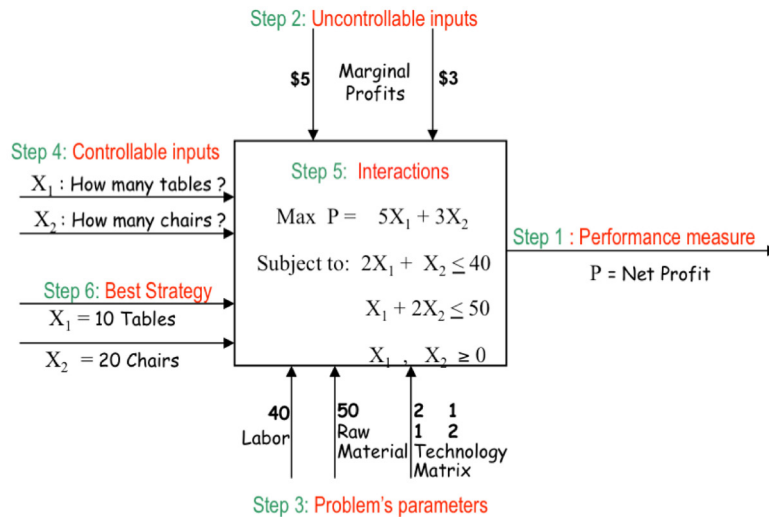 Step 2: Uncontrollable inputs
$5 Marginal Profits $3
Step 4: Controllable inputs
X1 : How many tables ?
X2 : How many chairs ?
Step 6: Best Strategy
X1 = 10 Tables
X2 = 20 Chairs
Step 5: Interactions
Max P = 5X1 + 3X2
Subject to: 2X1 + X2 ≤ 40
X1 + 2X2 ≤ 50
X1 , X2 ≥ 0
Step 1 : Performance measure
P = Net Profit
40
Labor
50
Raw
Material
2 1
1 2
Technology
Matrix
Step 3: Problem's parameters